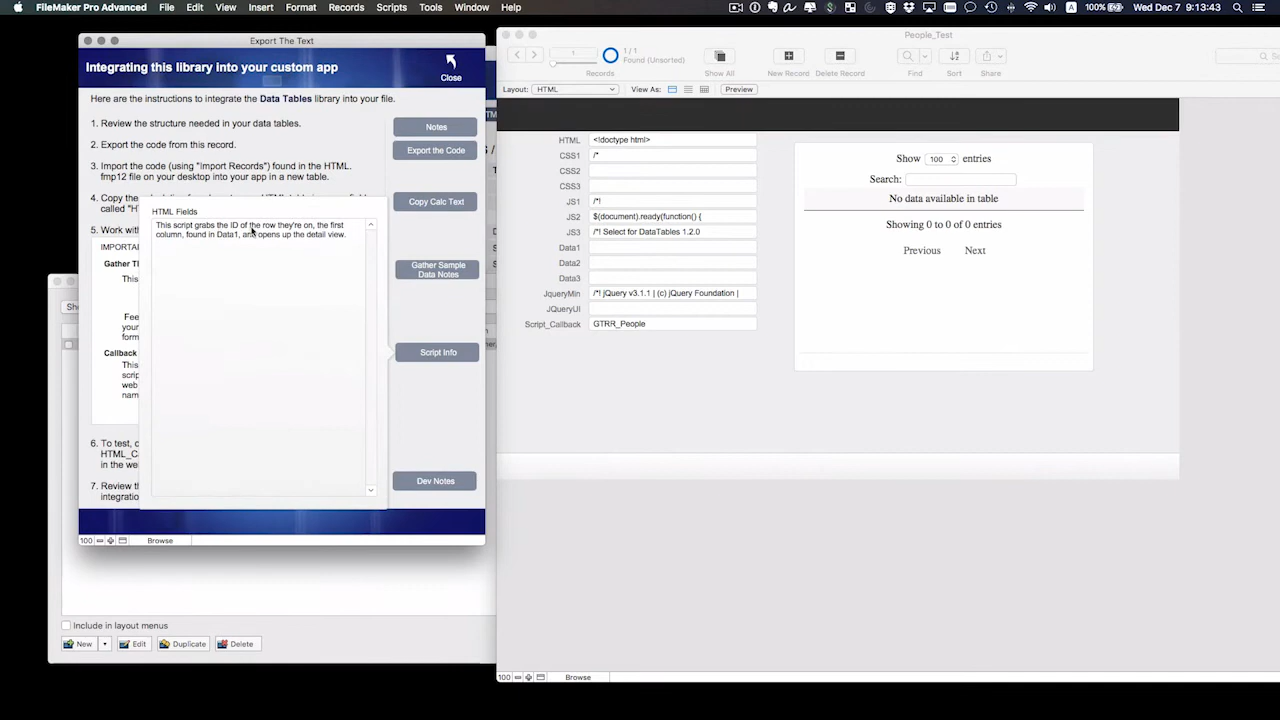 FileMaker Pro Advanced File Edit View Insert Format Records Scripts Tools Window Help
100% Wed Dec 7 9:13:43
Export The Text
Integrating this library into your custom app
Close
Here are the instructions to integrate the Data Tables library into your file.
1. Review the structure needed in your data tables.
Notes
2. Export the code from this record.
Export the Code
3. Import the code (using "Import Records") found in the HTML.
fmp12 file on your desktop into your app in a new table.
4. Copy
called "H
Copy Calc Text
5. Work with
IMPORTA
Gather T
This
Gather Sample
Data Notes
Fee
your
form
Callback
This
scrip
web
nam
Script Info
HTML Fields
This script grabs the ID of the row they're on, the first
column, found in Data1, and opens up the detail view.
6. To test, c
HTML_C
in the we
7. Review th
integratio
Dev Notes
100 Browse
Include in layout menus
New Edit Duplicate Delete
People_Test
1
1 / 1
Found (Unsorted)
Records Show All New Record Delete Record Find Sort Share
Layout: HTML View As: Preview
HTML <!doctype html>
CSS1 /*
CSS2
CSS3
JS1 /*!
JS2 $(document).ready(function() {
JS3 /*! Select for DataTables 1.2.0
Data1
Data2
Data3
JqueryMin /*! jQuery v3.1.1 | (c) jQuery Foundation |
JQueryUI
Script_Callback GTRR_People
Show 100 entries
Search:
No data available in table
Showing 0 to 0 of 0 entries
Previous Next
100 Browse